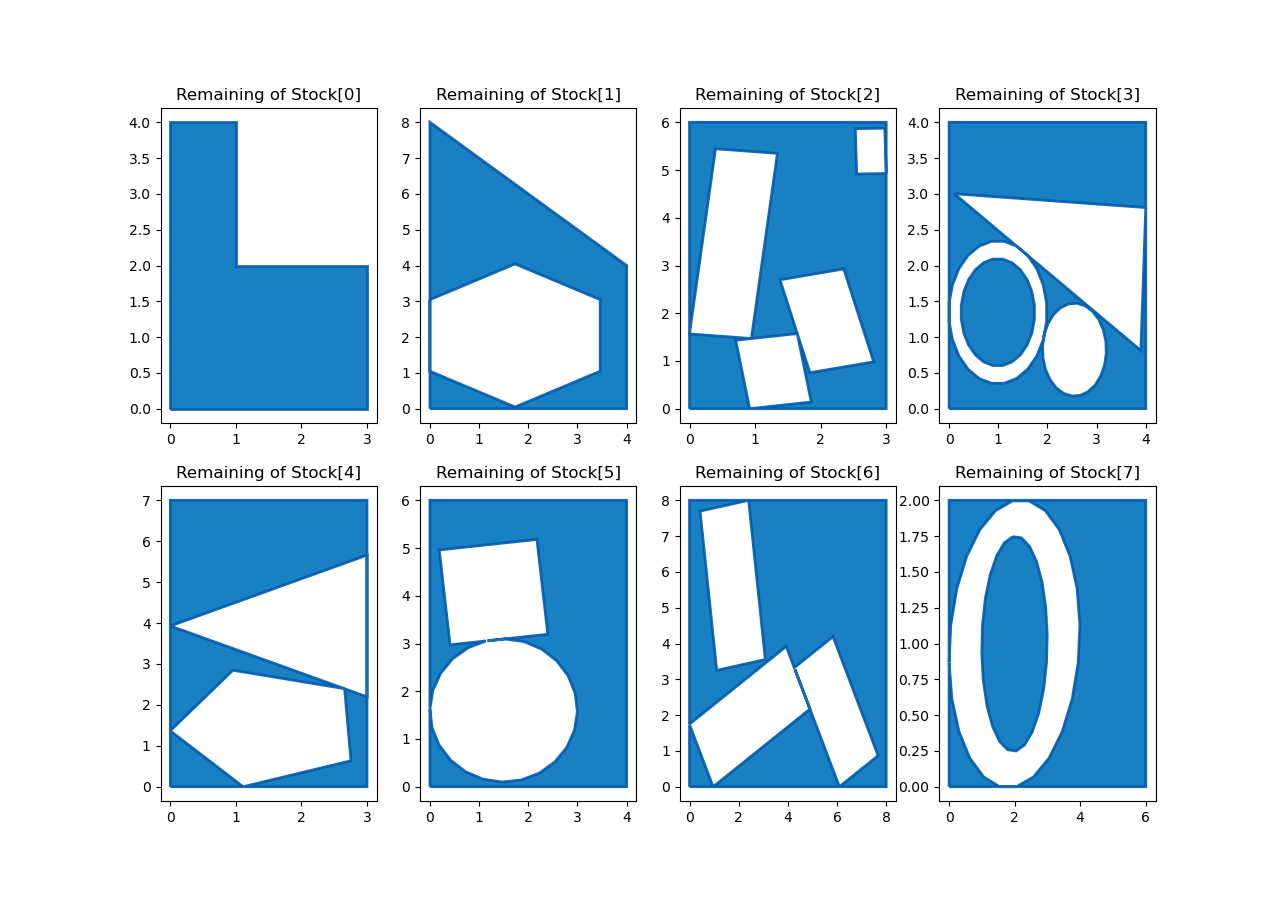 Remaining of Stock[0] Remaining of Stock[1] Remaining of Stock[2] Remaining of Stock[3]
4.0 3.5 3.0 2.5 2.0 1.5 1.0 0.5 0.0
0 1 2 3
8 7 6 5 4 3 2 1 0
0 1 2 3 4
6 5 4 3 2 1 0
0 1 2 3
4.0 3.5 3.0 2.5 2.0 1.5 1.0 0.5 0.0
0 1 2 3 4
Remaining of Stock[4] Remaining of Stock[5] Remaining of Stock[6] Remaining of Stock[7]
7 6 5 4 3 2 1 0
0 1 2 3
6 5 4 3 2 1 0
0 1 2 3 4
8 7 6 5 4 3 2 1 0
0 2 4 6 8
2.00 1.75 1.50 1.25 1.00 0.75 0.50 0.25 0.00
0 2 4 6